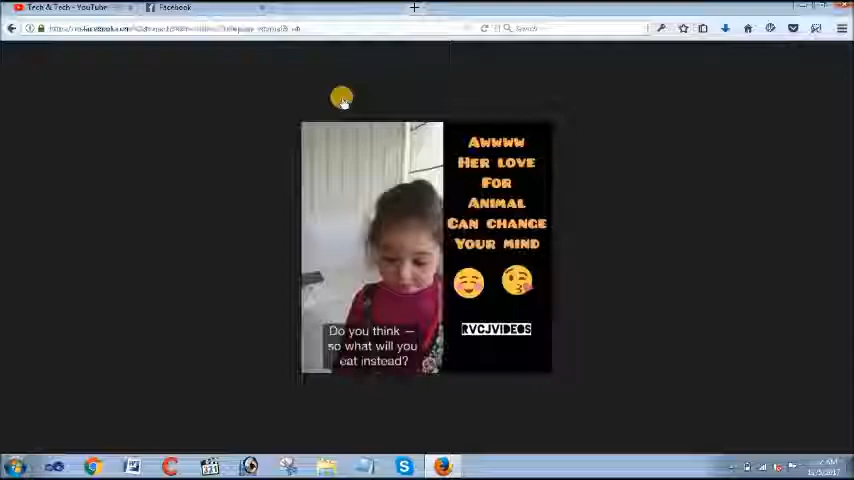 Tech & Tech - YouTube
Facebook
Search
AWWWW
HER LOVE
FOR
ANIMAL
CAN CHANGE
YOUR MIND
RVCJVIDEOS
Do you think —
so what will you
eat instead?